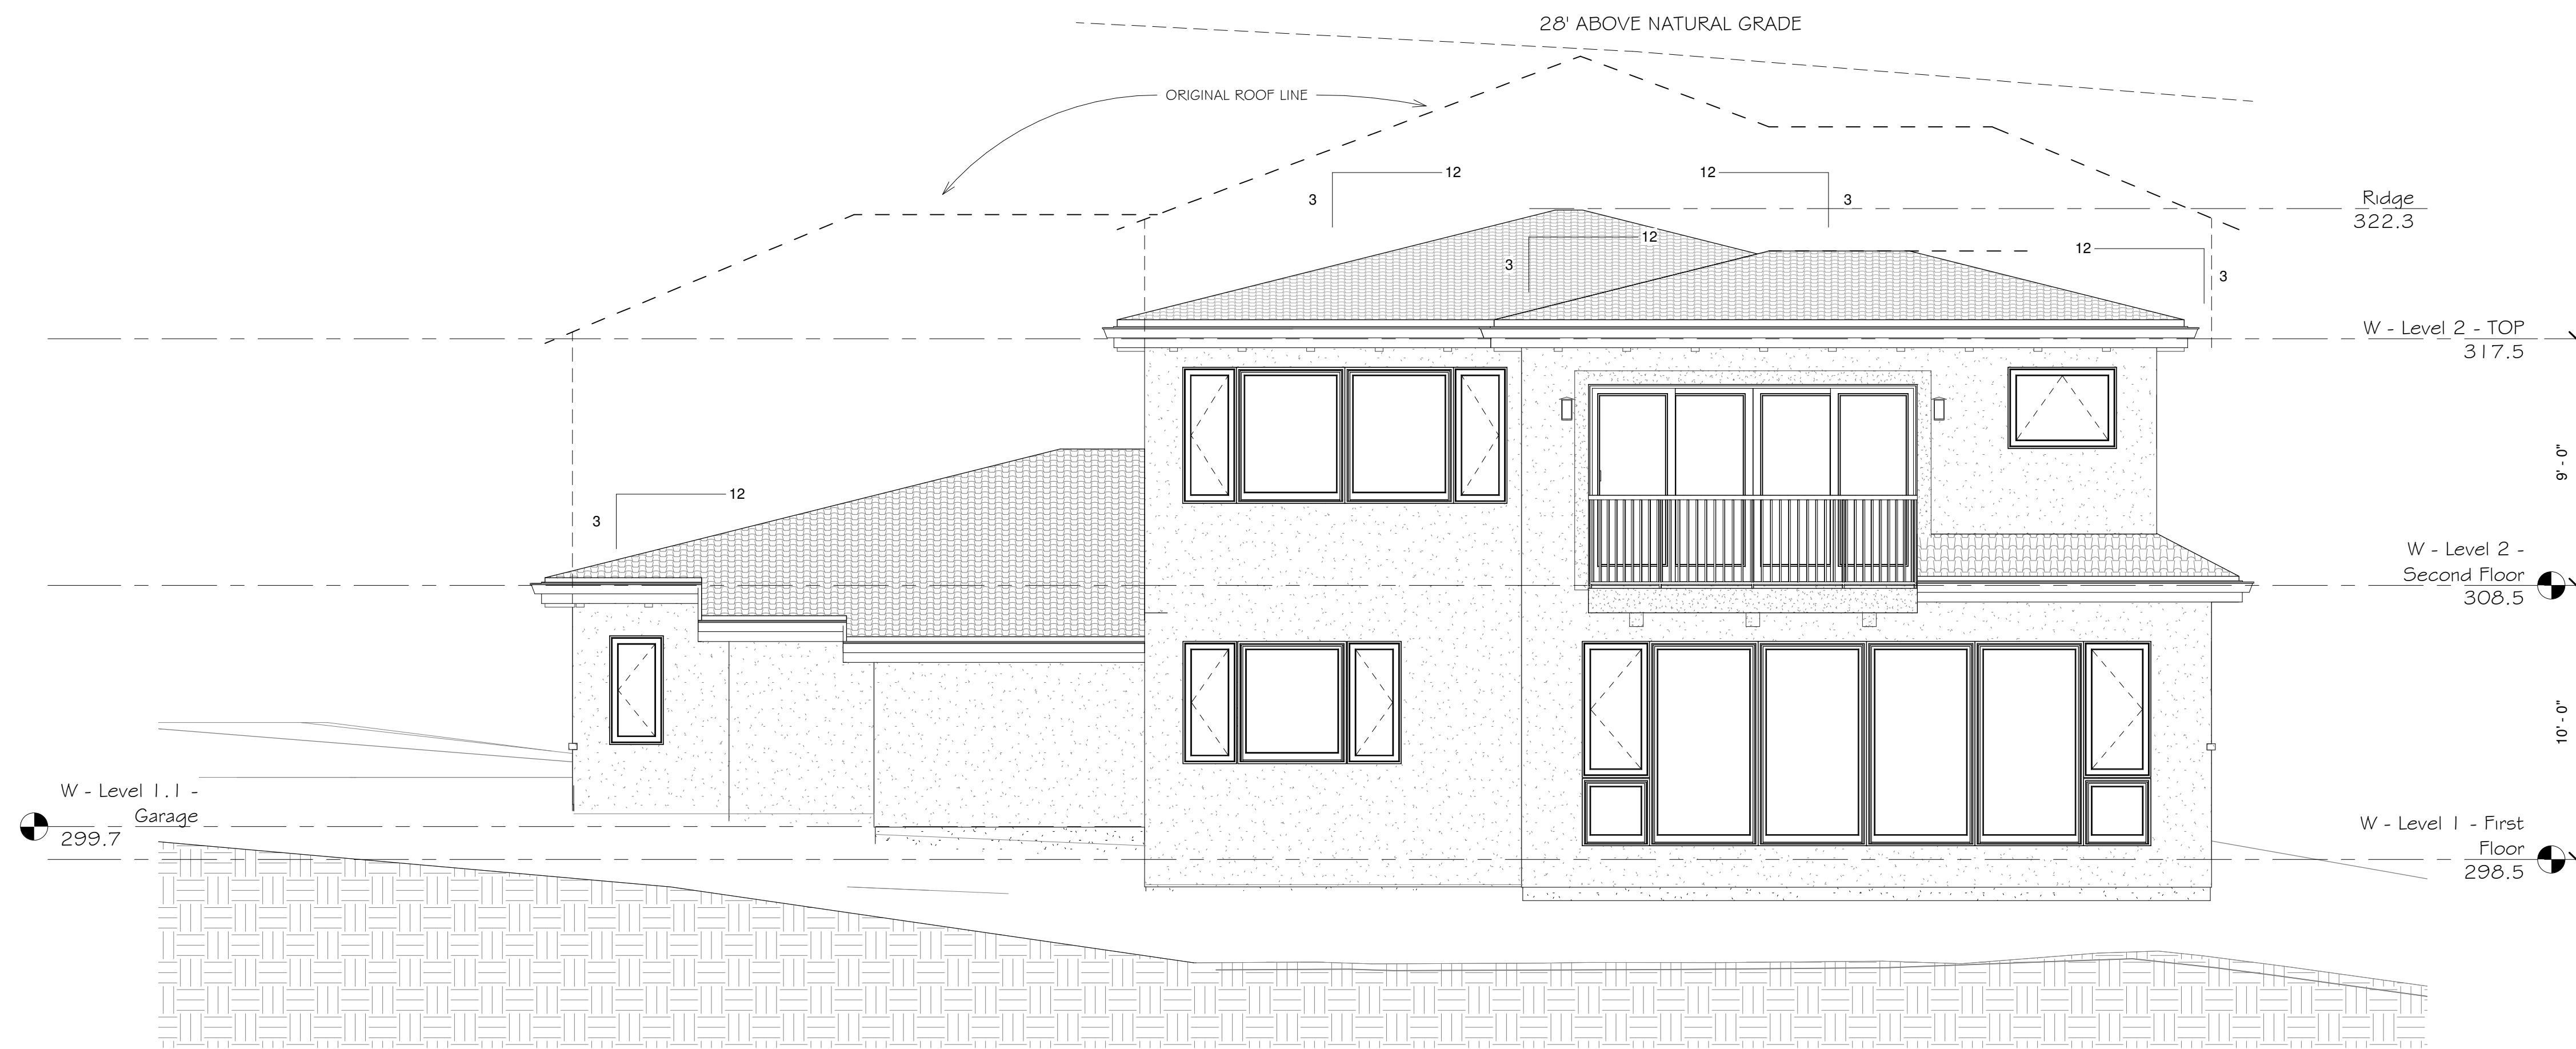 28' ABOVE NATURAL GRADE
ORIGINAL ROOF LINE
12
3
12
3
Ridge
322.3
12
3
12
3
W - Level 2 - TOP
317.5
9' - 0"
12
3
W - Level 2 -
Second Floor
308.5
10' - 0"
W - Level 1.1 -
Garage
299.7
W - Level 1 - First
Floor
298.5